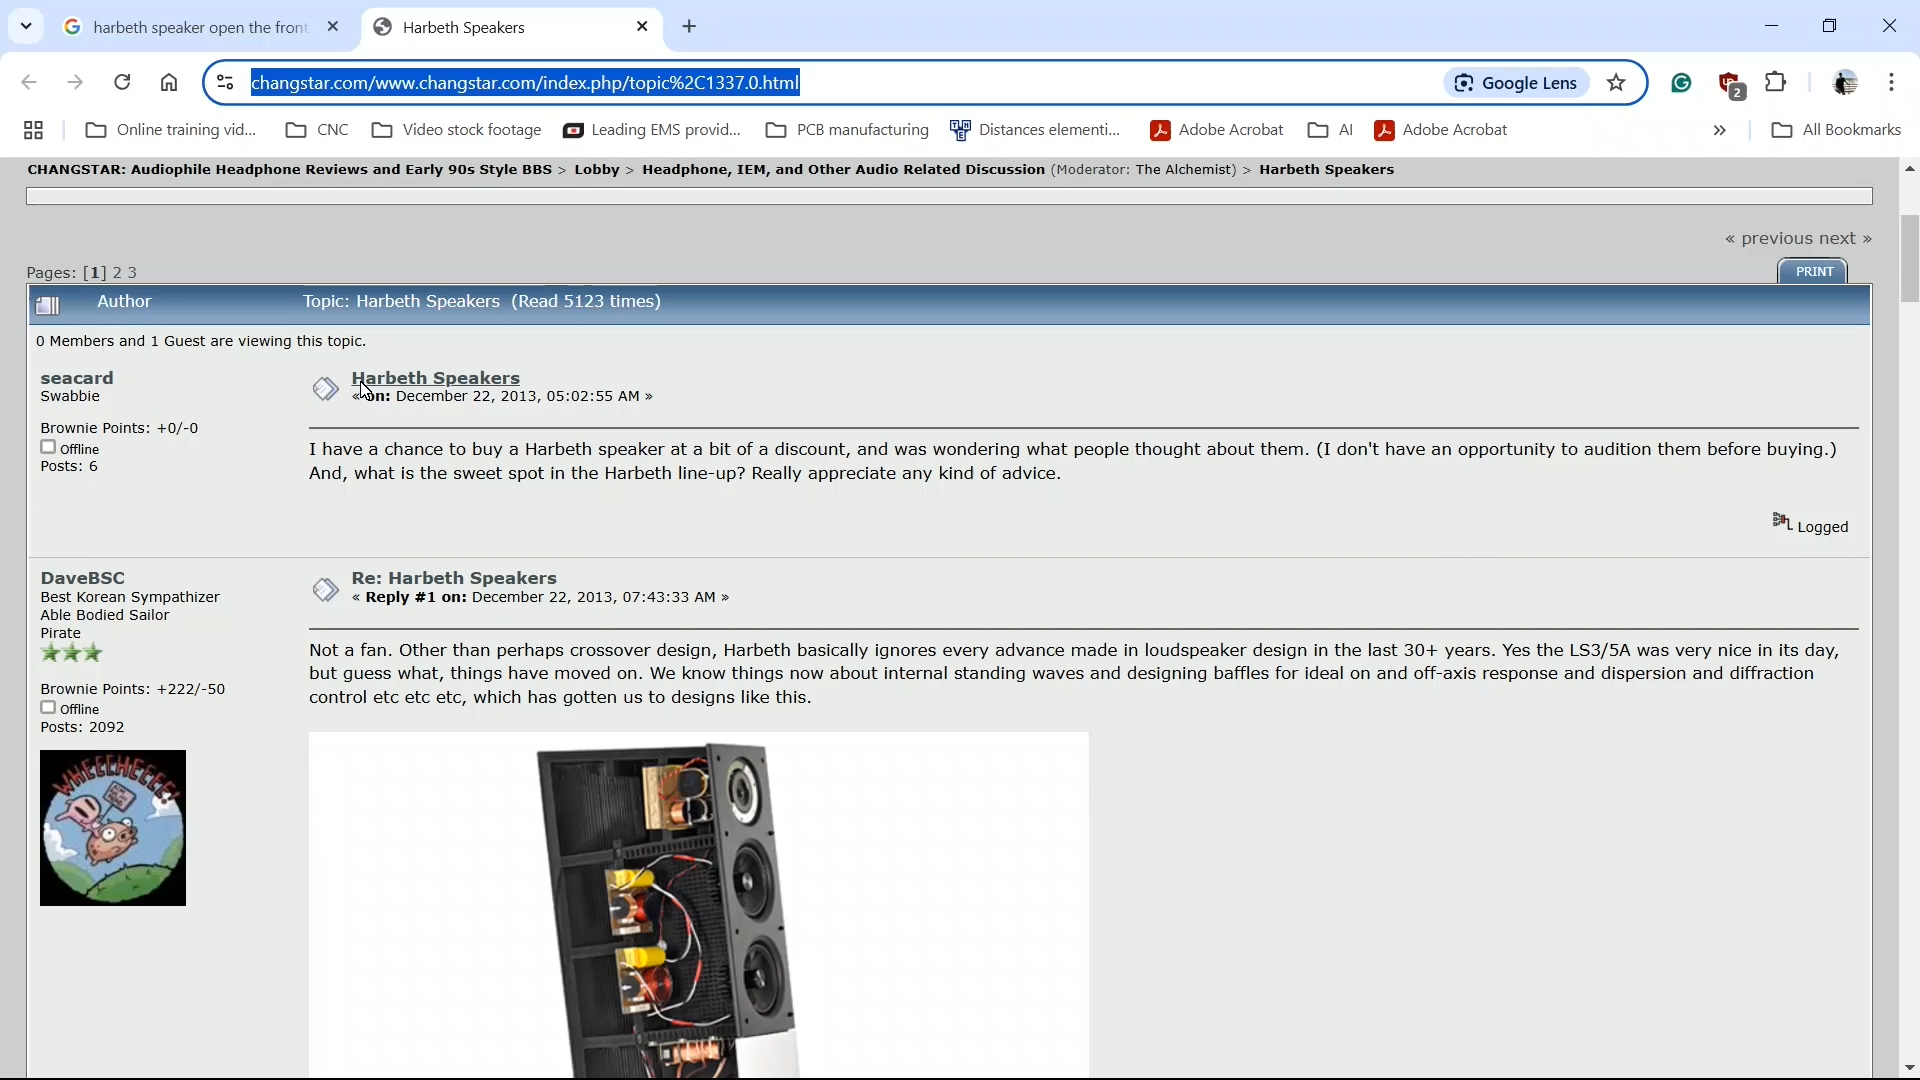 harbeth speaker open the front
Harbeth Speakers
changstar.com/www.changstar.com/index.php/topic%2C1337.0.html
Google Lens
2
Online training vid...
CNC
Video stock footage
Leading EMS provid...
PCB manufacturing
Distances elementi...
Adobe Acrobat
AI
Adobe Acrobat
»
All Bookmarks
CHANGSTAR: Audiophile Headphone Reviews and Early 90s Style BBS > Lobby > Headphone, IEM, and Other Audio Related Discussion (Moderator: The Alchemist) > Harbeth Speakers
« previous next »
Pages: [1] 2 3
PRINT
Author
Topic: Harbeth Speakers (Read 5123 times)
0 Members and 1 Guest are viewing this topic.
seacard
Swabbie
Brownie Points: +0/-0
Offline
Posts: 6
Harbeth Speakers
« on: December 22, 2013, 05:02:55 AM »
I have a chance to buy a Harbeth speaker at a bit of a discount, and was wondering what people thought about them. (I don't have an opportunity to audition them before buying.)
And, what is the sweet spot in the Harbeth line-up? Really appreciate any kind of advice.
Logged
DaveBSC
Best Korean Sympathizer
Able Bodied Sailor
Pirate
Brownie Points: +222/-50
Offline
Posts: 2092
WHEEEHEEEE!
Re: Harbeth Speakers
« Reply #1 on: December 22, 2013, 07:43:33 AM »
Not a fan. Other than perhaps crossover design, Harbeth basically ignores every advance made in loudspeaker design in the last 30+ years. Yes the LS3/5A was very nice in its day,
but guess what, things have moved on. We know things now about internal standing waves and designing baffles for ideal on and off-axis response and dispersion and diffraction
control etc etc etc, which has gotten us to designs like this.